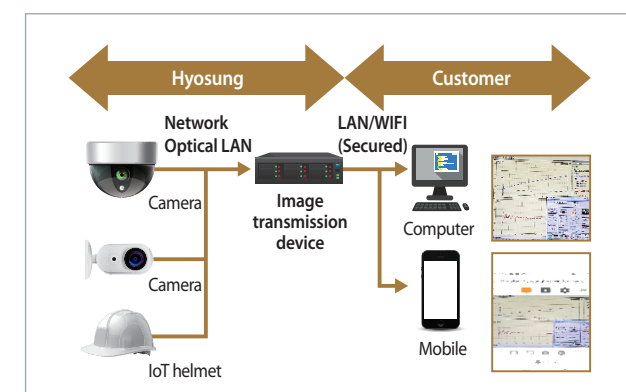 Hyosung
Customer
Network
Optical LAN
LAN/WIFI
(Secured)
Camera
Image
transmission
device
Computer
Camera
Mobile
IoT helmet